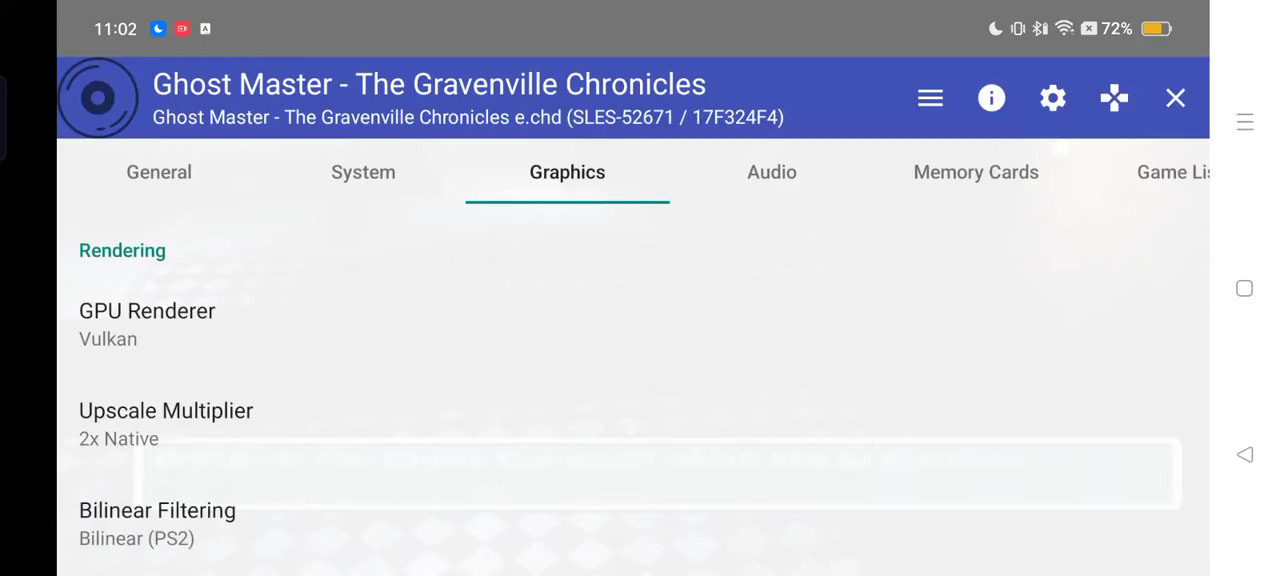 11:02
72%
Ghost Master - The Gravenville Chronicles
Ghost Master - The Gravenville Chronicles e.chd (SLES-52671 / 17F324F4)
General System Graphics Audio Memory Cards Game Lis
Rendering
GPU Renderer
Vulkan
Upscale Multiplier
2x Native
Bilinear Filtering
Bilinear (PS2)